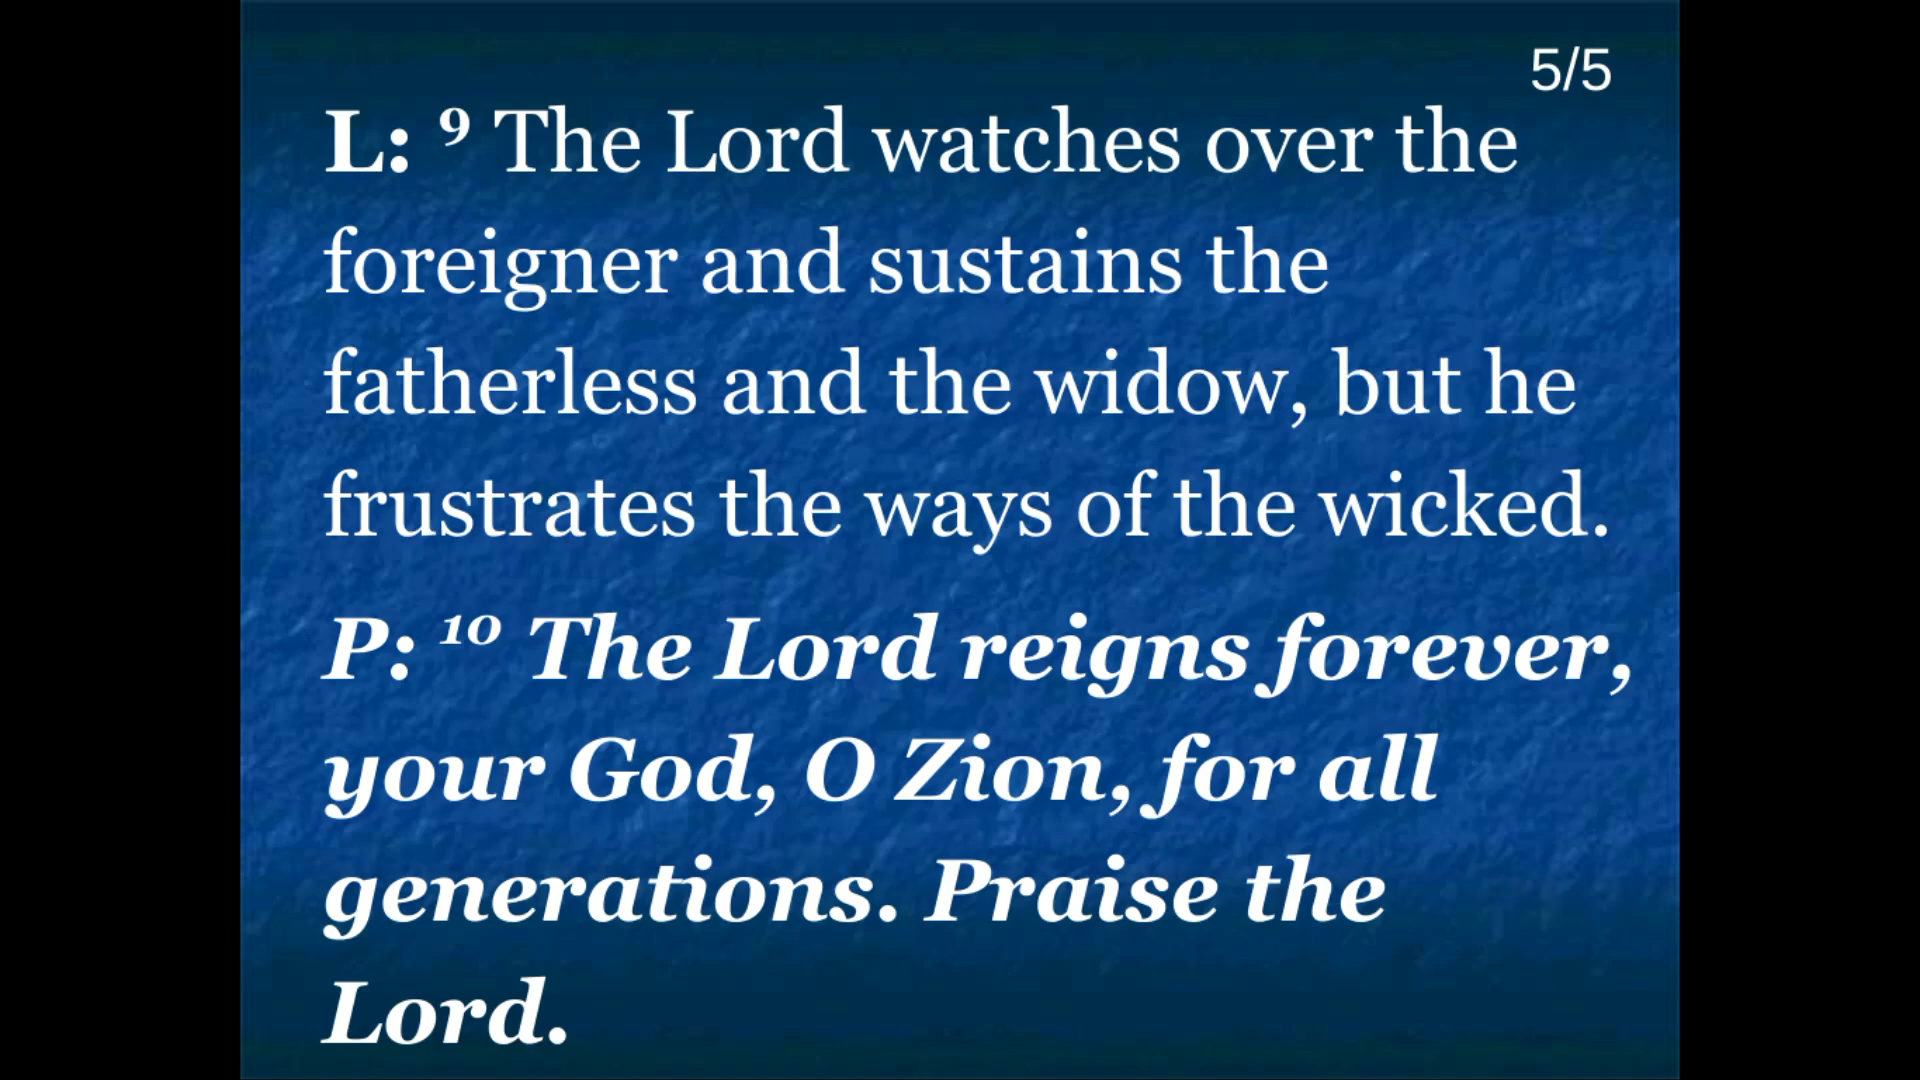 5/5
L: 9 The Lord watches over the
foreigner and sustains the
fatherless and the widow, but he
frustrates the ways of the wicked.
P: 10 The Lord reigns forever,
your God, O Zion, for all
generations. Praise the
Lord.